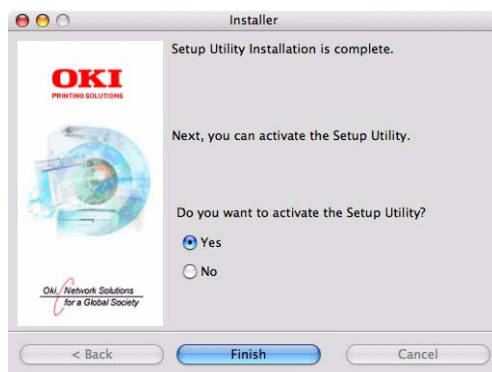 Installer
Setup Utility Installation is complete.
OKI
PRINTING SOLUTIONS
Next, you can activate the Setup Utility.
Do you want to activate the Setup Utility?
Yes
No
Oki, Network Solutions
for a Global Society
< Back
Finish
Cancel